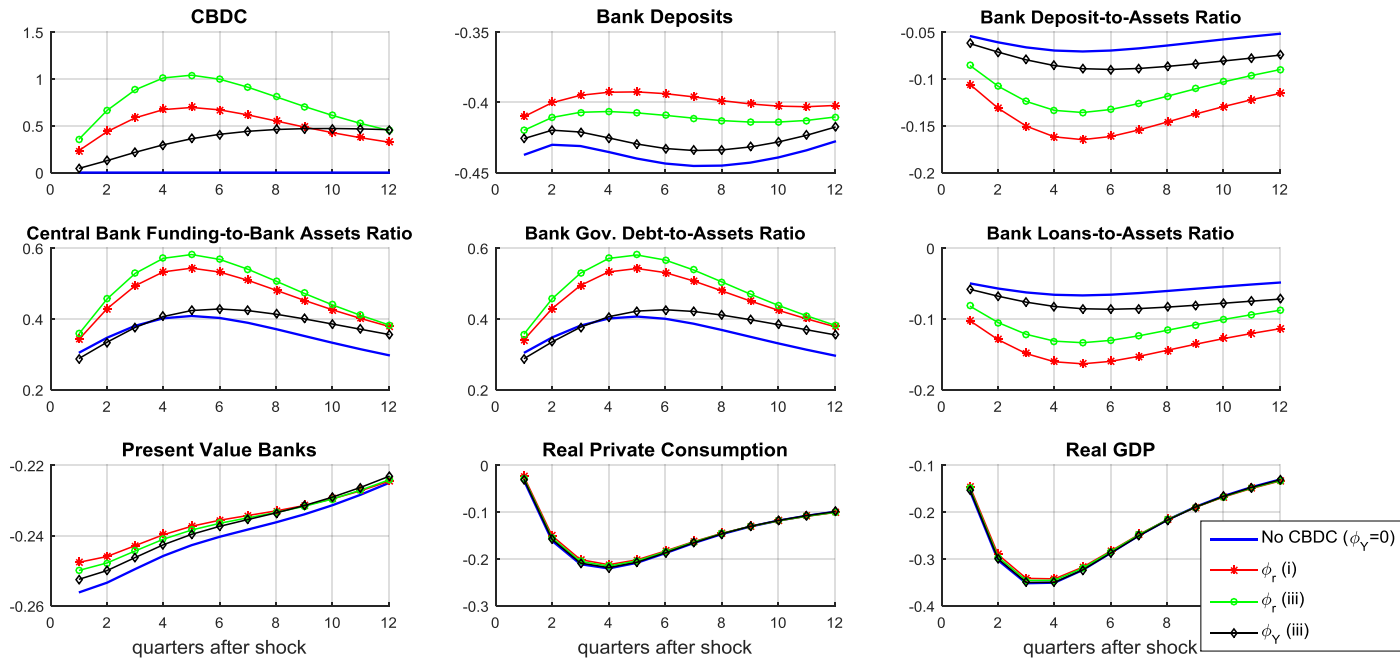 CBDC
1.5
1
0.5
0
2 4 6 8 10 12
Bank Deposits
-0.35
-0.4
-0.45
2 4 6 8 10 12
Bank Deposit-to-Assets Ratio
-0.05
-0.1
-0.15
-0.2
2 4 6 8 10 12
Central Bank Funding-to-Bank Assets Ratio
0.6
0.4
0.2
0 2 4 6 8 10 12
Bank Gov. Debt-to-Assets Ratio
0.6
0.4
0.2
0 2 4 6 8 10 12
Bank Loans-to-Assets Ratio
0
-0.1
-0.2
0 2 4 6 8 10 12
Present Value Banks
-0.22
-0.24
-0.26
0 2 4 6 8 10 12
quarters after shock
Real Private Consumption
0
-0.1
-0.2
-0.3
0 2 4 6 8 10 12
quarters after shock
Real GDP
-0.1
-0.2
-0.3
-0.4
0 2 4 6 8
quarters after shock
No CBDC (ϕ_Y=0)
ϕ_r (i)
ϕ_r (iii)
ϕ_Y (iii)